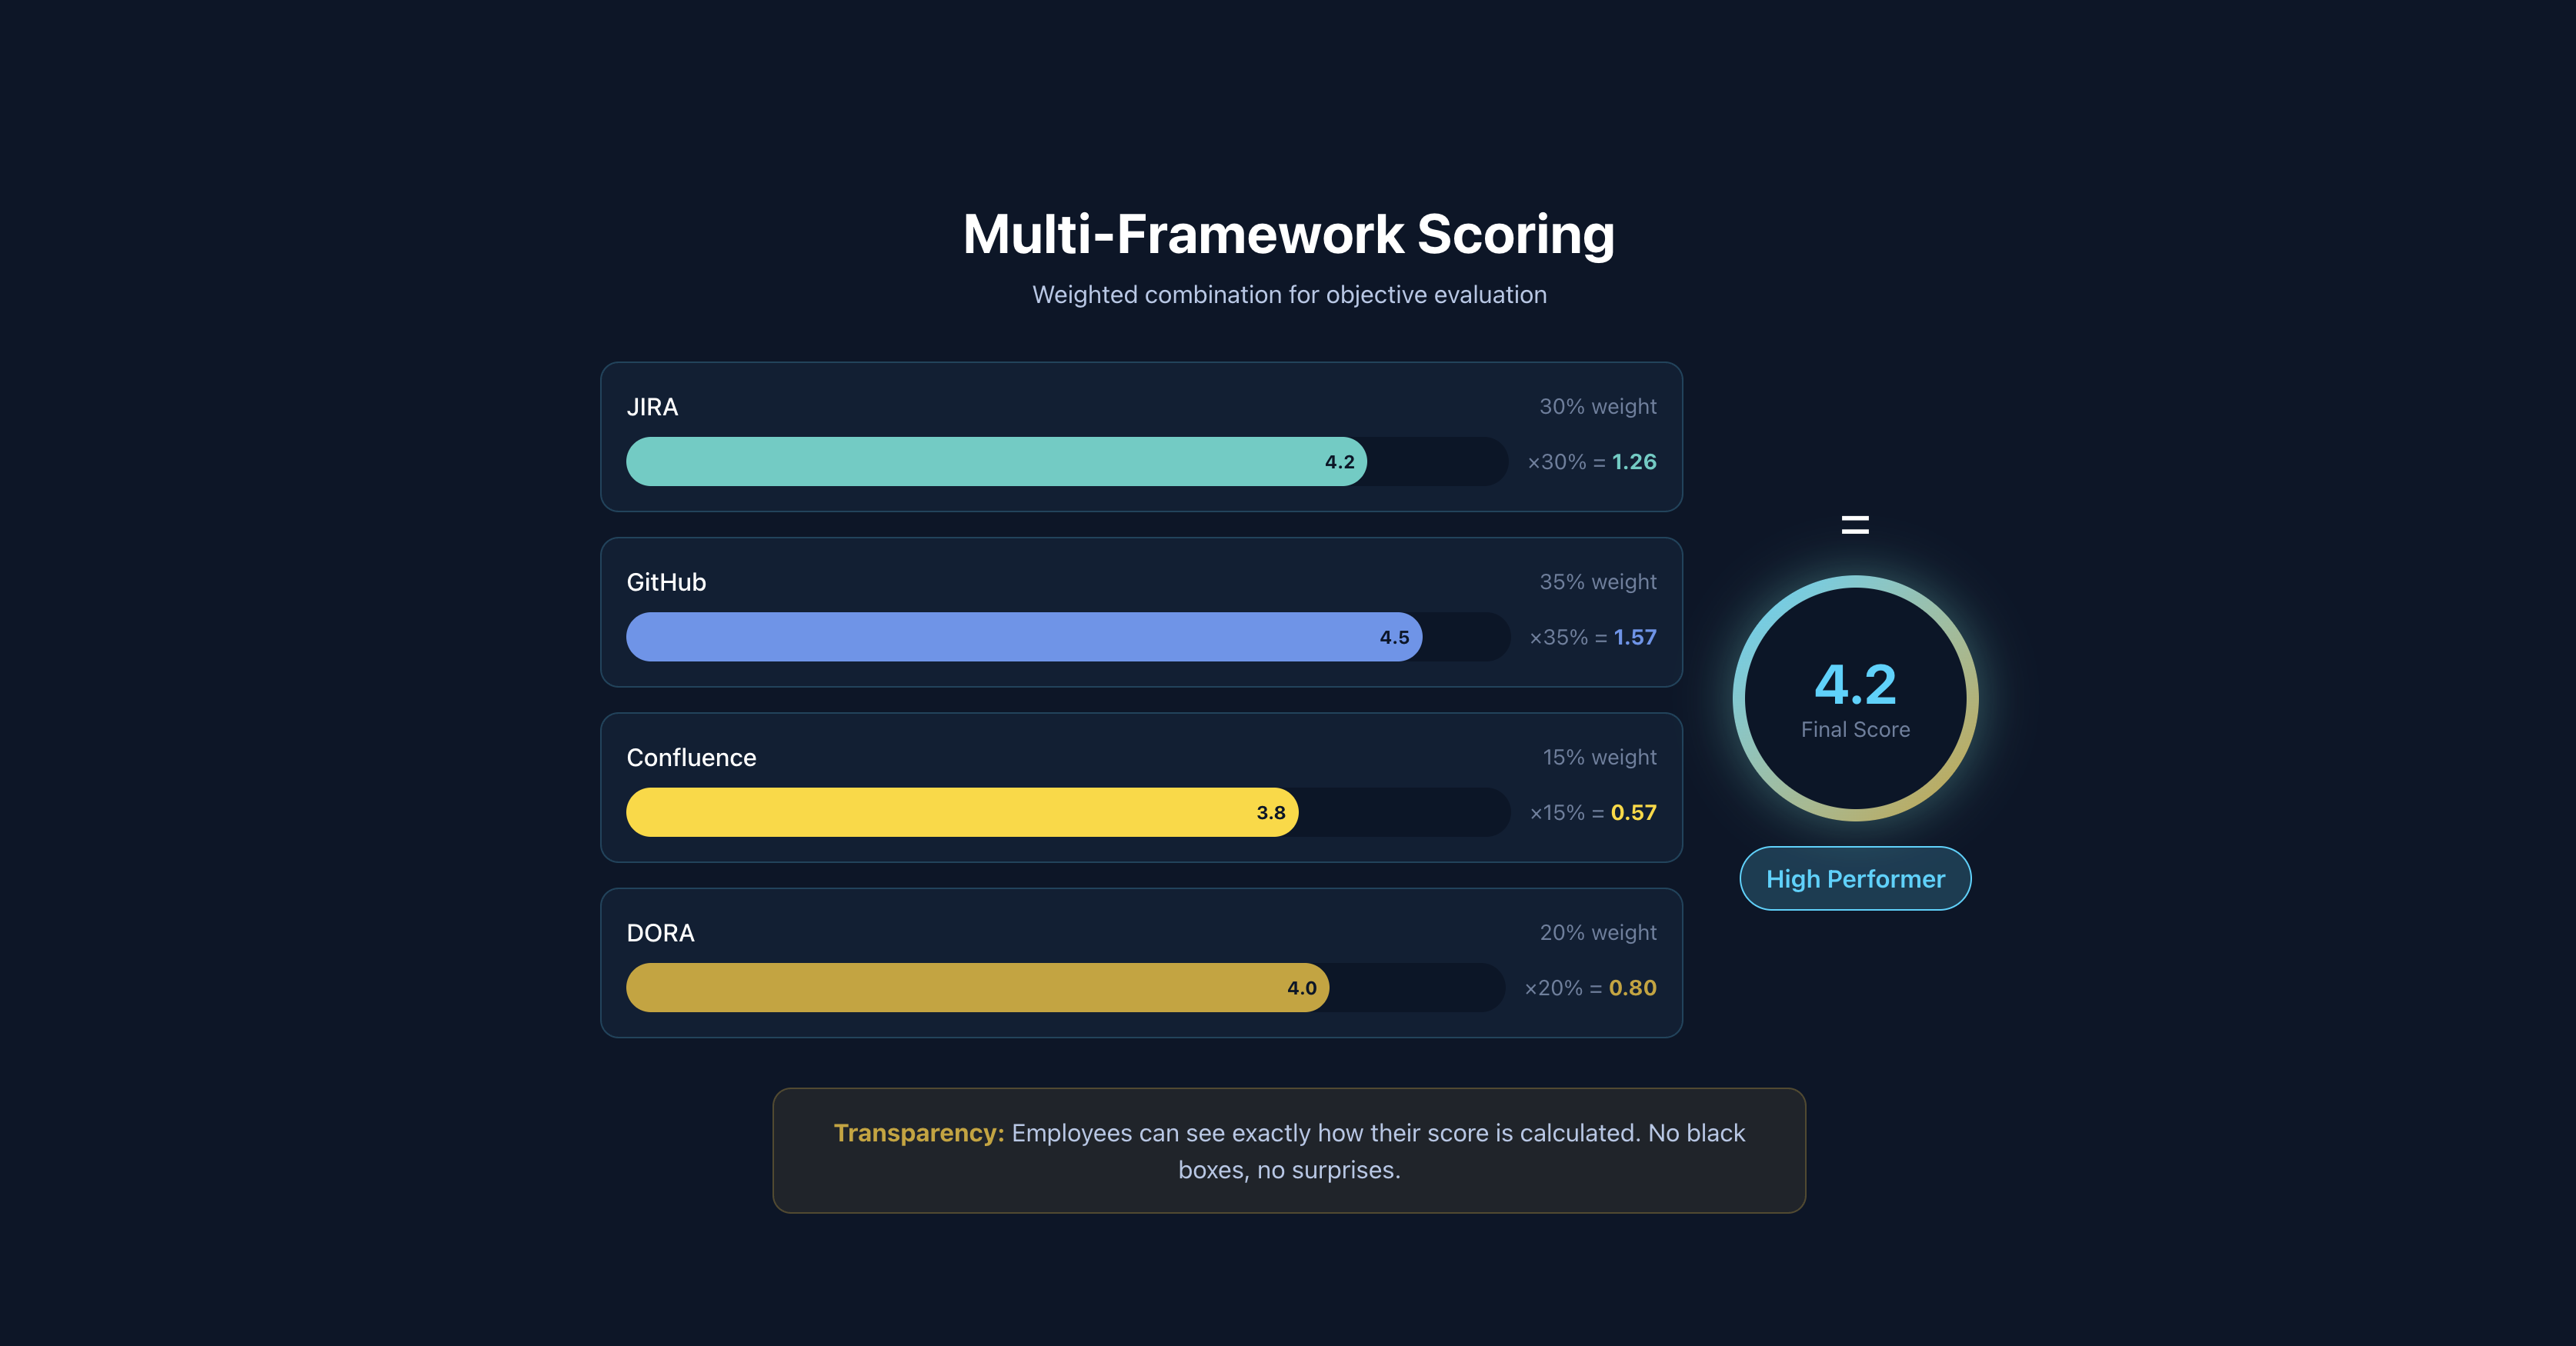 Multi-Framework Scoring
Weighted combination for objective evaluation
JIRA
30% weight
4.2
×30% = 1.26
GitHub
35% weight
4.5
×35% = 1.57
Confluence
15% weight
3.8
×15% = 0.57
DORA
20% weight
4.0
×20% = 0.80
=
4.2
Final Score
High Performer
Transparency: Employees can see exactly how their score is calculated. No black
boxes, no surprises.